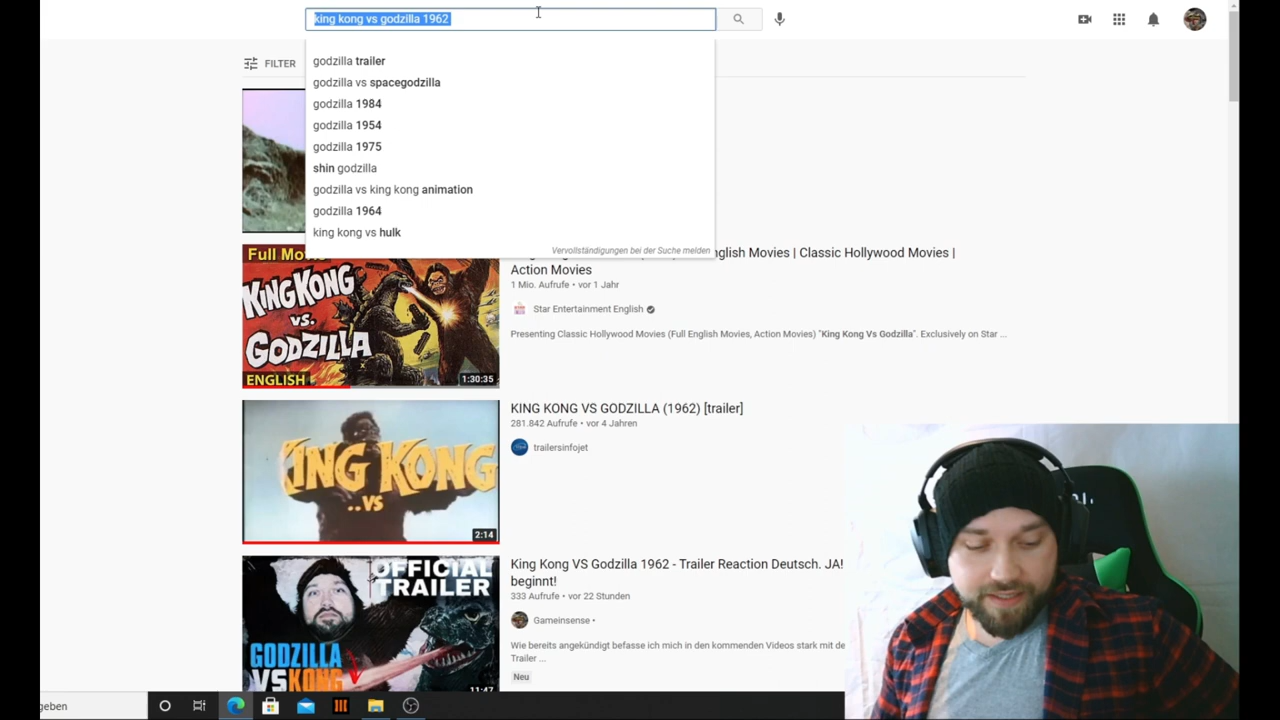 king kong vs godzilla 1962
godzilla trailer
godzilla vs spacegodzilla
godzilla 1984
godzilla 1954
godzilla 1975
shin godzilla
godzilla vs king kong animation
godzilla 1964
king kong vs hulk
Vervollständigungen bei der Suche melden
FILTER
Full Mo
KING KONG
VS.
GODZILLA
ENGLISH
1:30:35
nglish Movies | Classic Hollywood Movies |
Action Movies
1 Mio. Aufrufe • vor 1 Jahr
Star Entertainment English
Presenting Classic Hollywood Movies (Full English Movies, Action Movies) "King Kong Vs Godzilla". Exclusively on Star ...
KING KONG
..VS
2:14
KING KONG VS GODZILLA (1962) [trailer]
281.842 Aufrufe • vor 4 Jahren
trailersinfojet
OFFICIAL
TRAILER
GODZILLA
VS KONG
11:47
King Kong VS Godzilla 1962 - Trailer Reaction Deutsch. JA!
beginnt!
333 Aufrufe • vor 22 Stunden
Gameinsense •
Wie bereits angekündigt befasse ich mich in den kommenden Videos stark mit de
Trailer ...
Neu
eben